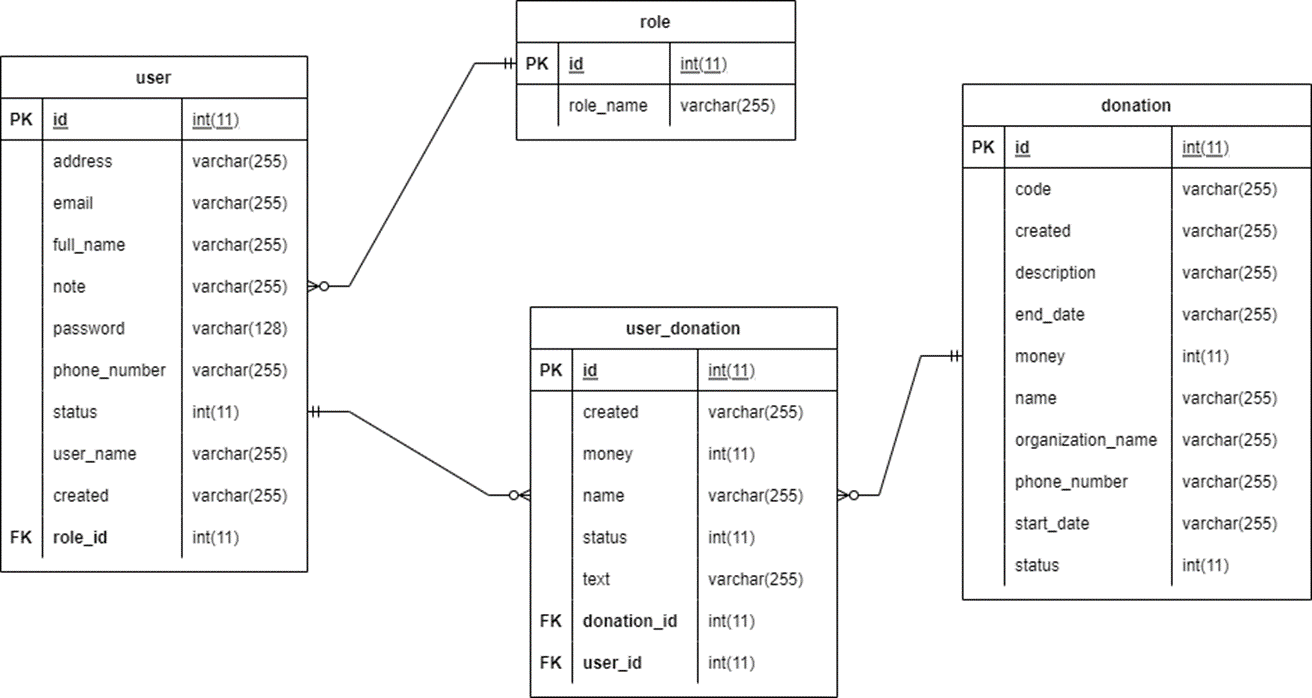 role
PK id int(11)
role_name varchar(255)
user
PK id int(11)
address varchar(255)
email varchar(255)
full_name varchar(255)
note varchar(255)
password varchar(128)
phone_number varchar(255)
status int(11)
user_name varchar(255)
created varchar(255)
FK role_id int(11)
user_donation
PK id int(11)
created varchar(255)
money int(11)
name varchar(255)
status int(11)
text varchar(255)
FK donation_id int(11)
FK user_id int(11)
donation
PK id int(11)
code varchar(255)
created varchar(255)
description varchar(255)
end_date varchar(255)
money int(11)
name varchar(255)
organization_name varchar(255)
phone_number varchar(255)
start_date varchar(255)
status int(11)